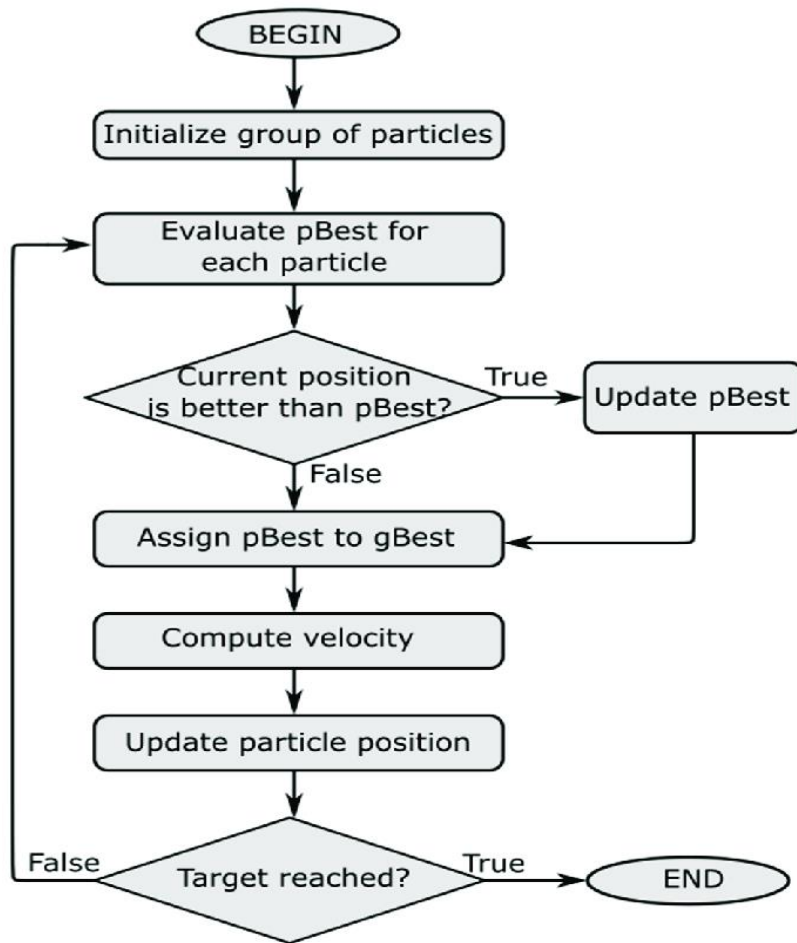 BEGIN
Initialize group of particles
Evaluate pBest for
each particle
Current position
is better than pBest?
True
Update pBest
False
Assign pBest to gBest
Compute velocity
Update particle position
False
Target reached?
True
END